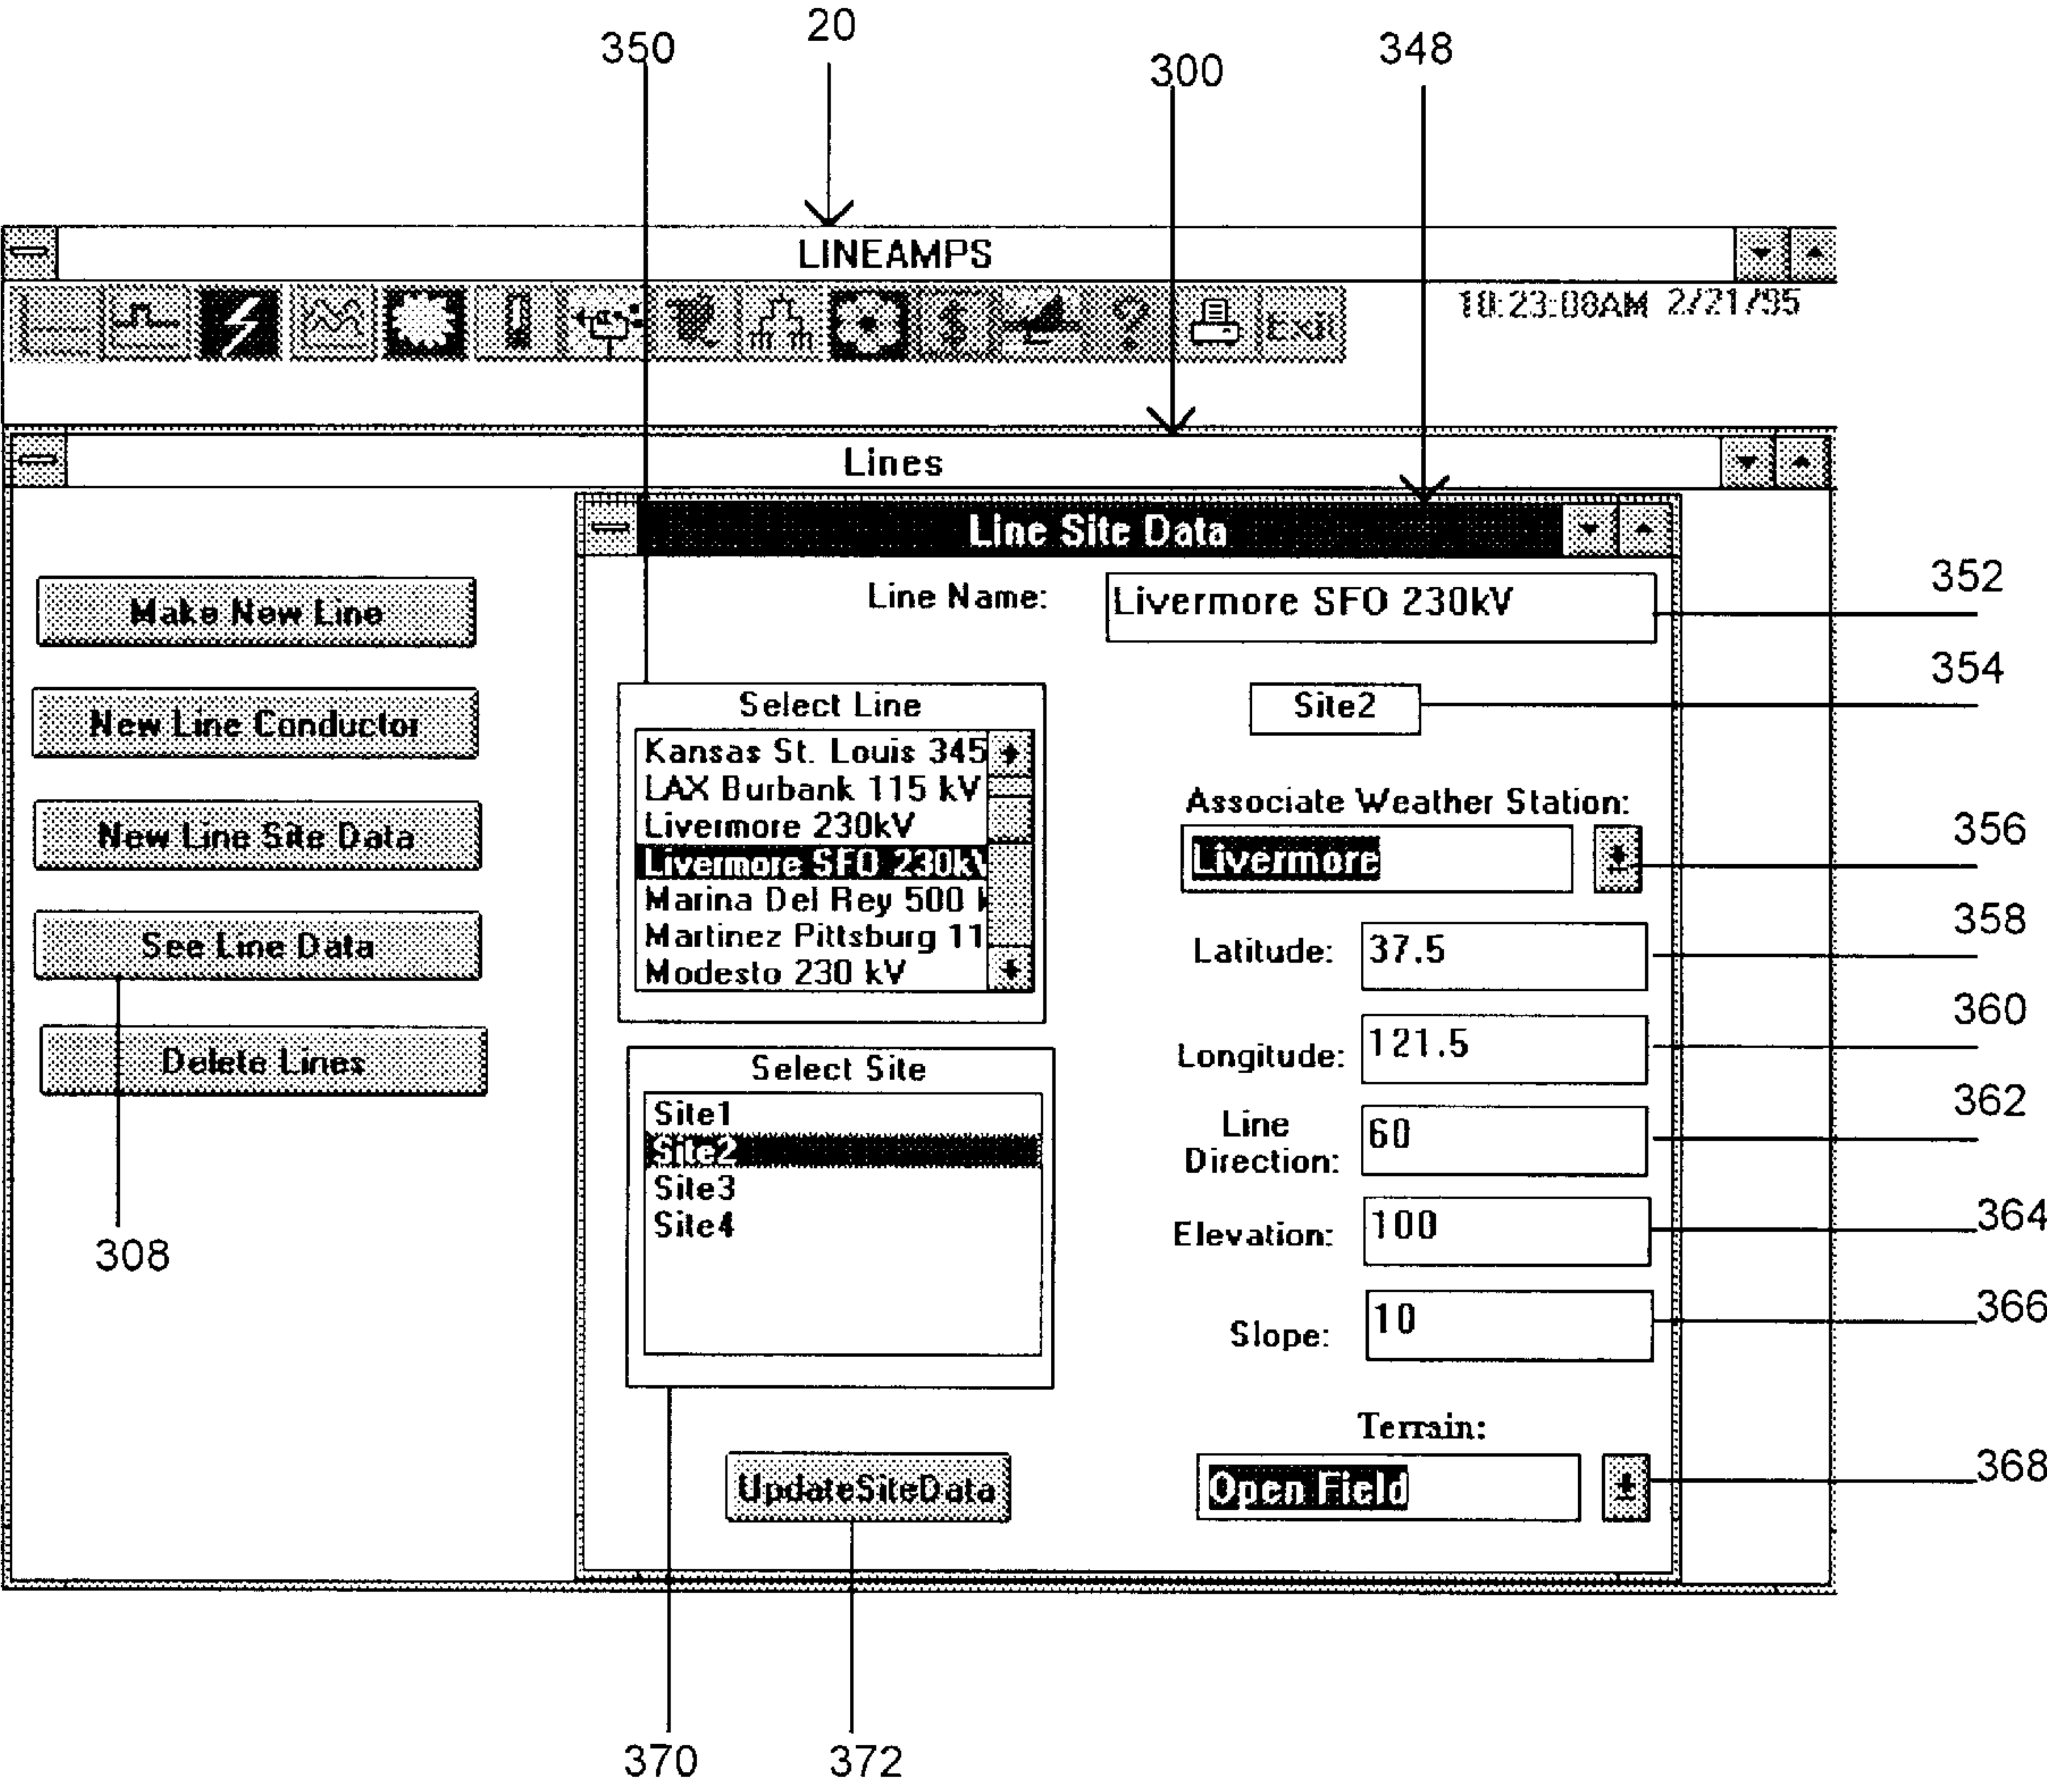 20
350
348
300
LINEAMPS
10:23:08AM 2/21/95
Exit
Lines
Line Site Data
Make New Line
New Line Conductor
New Line Site Data
See Line Data
Delete Lines
308
Line Name:
Livermore SFO 230kV
352
Site2
354
Select Line
Kansas St. Louis 345
LAX Burbank 115 kV
Livermore 230kV
Livermore SFO 230kV
Marina Del Rey 500 k
Martinez Pittsburg 11
Modesto 230 kV
Associate Weather Station:
Livermore
356
Latitude:
37.5
358
Longitude:
121.5
360
Select Site
Site1
Site2
Site3
Site4
Line
Direction:
60
362
Elevation:
100
364
Slope:
10
366
Terrain:
Open Field
368
UpdateSiteData
370
372